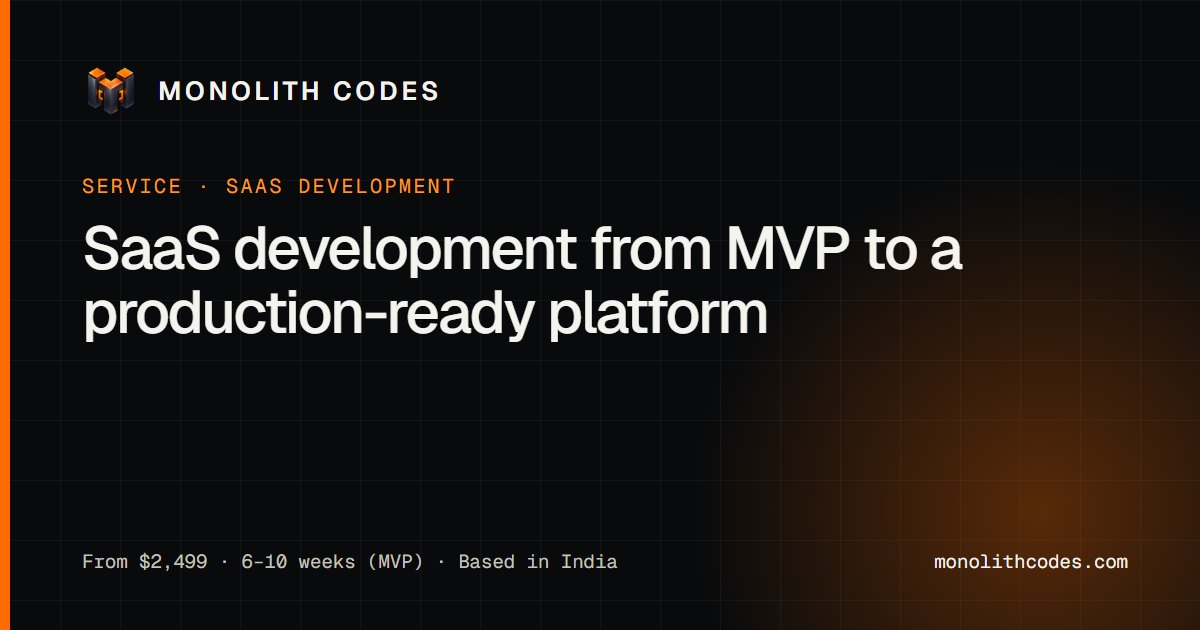 MONOLITH CODES
SERVICE · SAAS DEVELOPMENT
SaaS development from MVP to a
production-ready platform
From $2,499 · 6–10 weeks (MVP) · Based in India
monolithcodes.com